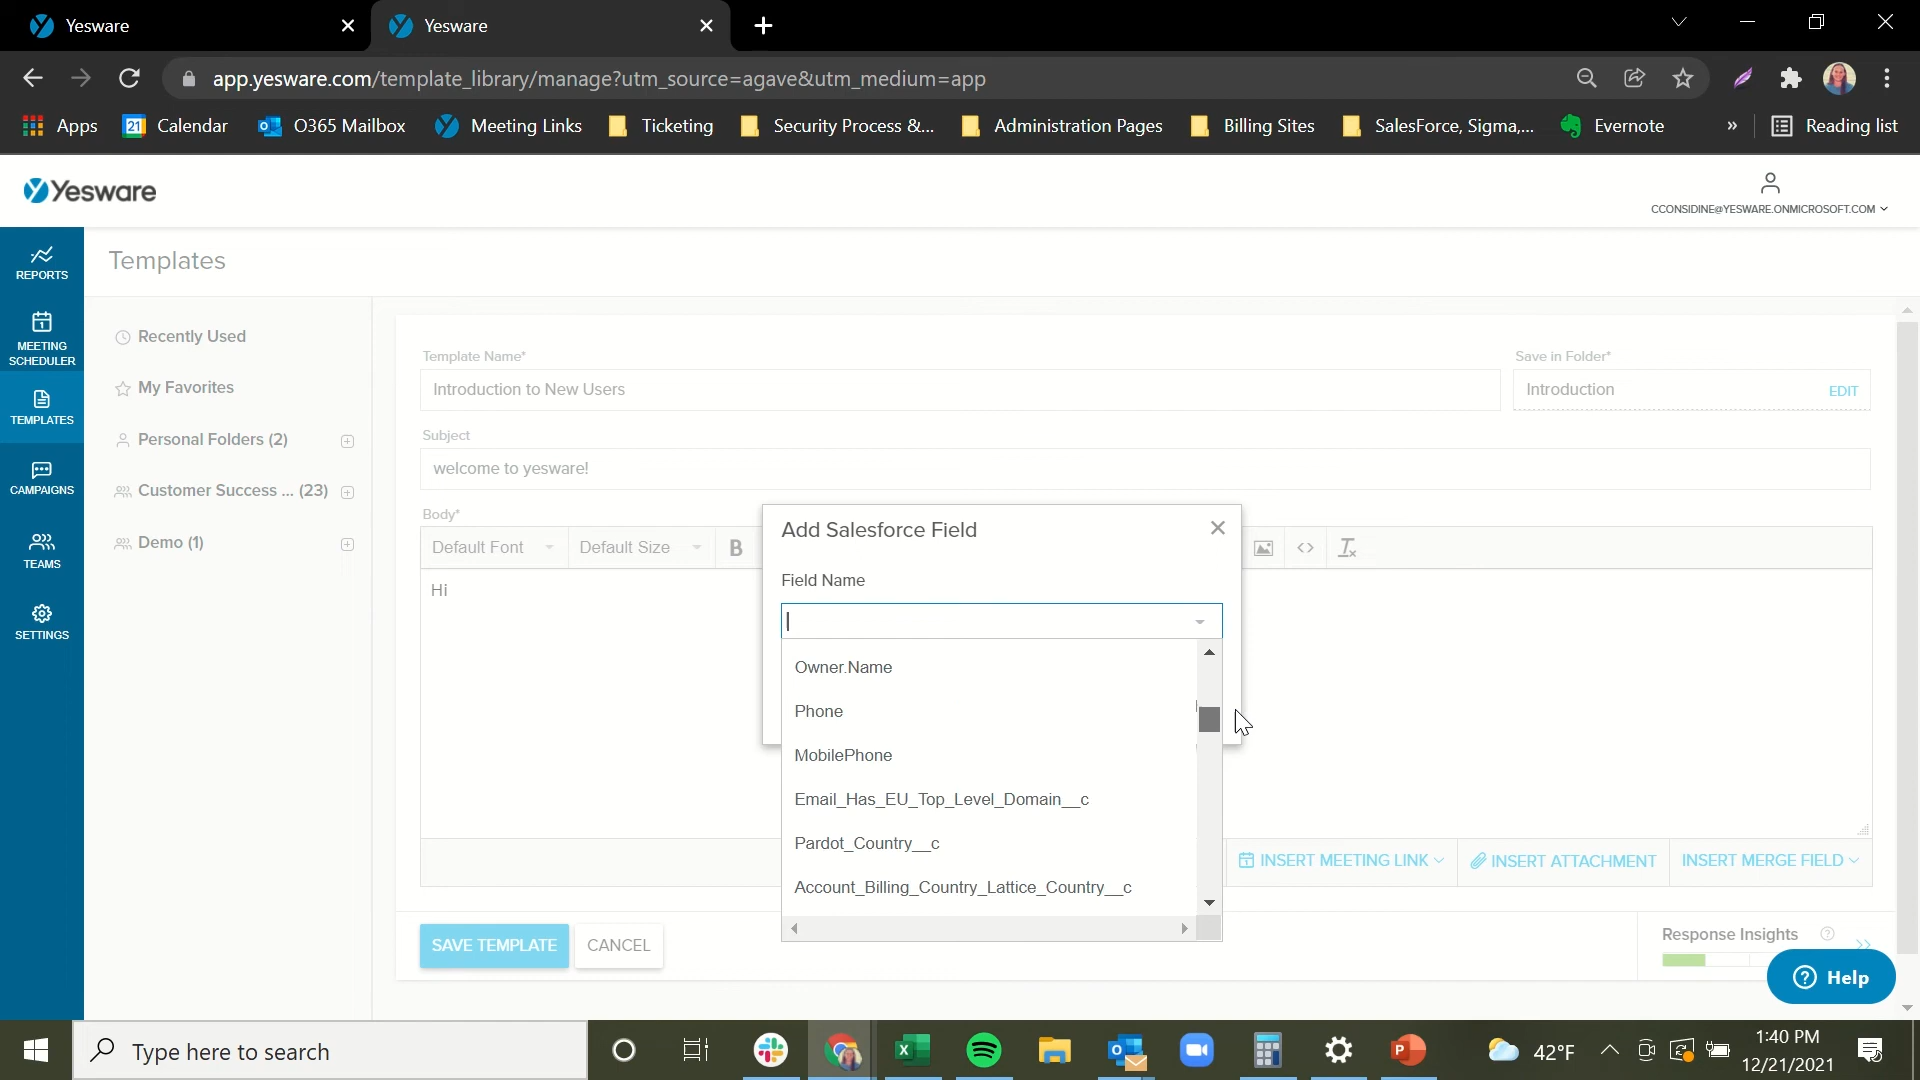 Yesware
Yesware
app.yesware.com/template_library/manage?utm_source=agave&utm_medium=app
Apps
21
Calendar
O365 Mailbox
Meeting Links
Ticketing
Security Process &...
Administration Pages
Billing Sites
SalesForce, Sigma,...
Evernote
»
Reading list
Yesware
CCONSIDINE@YESWARE.ONMICROSOFT.COM
REPORTS
MEETING
SCHEDULER
TEMPLATES
CAMPAIGNS
TEAMS
SETTINGS
Templates
Recently Used
My Favorites
Personal Folders (2)
Customer Success ... (23)
Demo (1)
Template Name*
Introduction to New Users
Save in Folder*
Introduction
EDIT
Subject
welcome to yesware!
Body*
Default Font
Default Size
B
Hi
Add Salesforce Field
Field Name
Owner.Name
Phone
MobilePhone
Email_Has_EU_Top_Level_Domain__c
Pardot_Country__c
Account_Billing_Country_Lattice_Country__c
INSERT MEETING LINK
INSERT ATTACHMENT
INSERT MERGE FIELD
SAVE TEMPLATE
CANCEL
Response Insights
Help
Type here to search
42°F
1:40 PM
12/21/2021